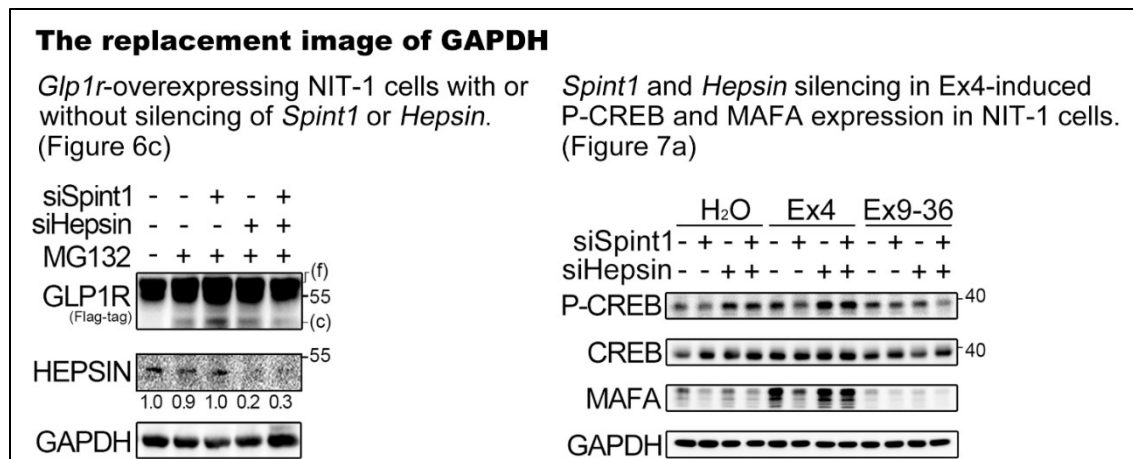 The replacement image of GAPDH
Glp1r-overexpressing NIT-1 cells with or
without silencing of Spint1 or Hepsin.
(Figure 6c)
siSpint1 - - + - +
siHepsin - - - + +
MG132 - + + + +
(f)
GLP1R 55
(Flag-tag) (c)
55
HEPSIN
1.0 0.9 1.0 0.2 0.3
GAPDH
Spint1 and Hepsin silencing in Ex4-induced
P-CREB and MAFA expression in NIT-1 cells.
(Figure 7a)
H₂O Ex4 Ex9-36
siSpint1 - + - + - + - + - + - +
siHepsin - - + + - - + + - - + +
P-CREB 40
CREB 40
MAFA
GAPDH